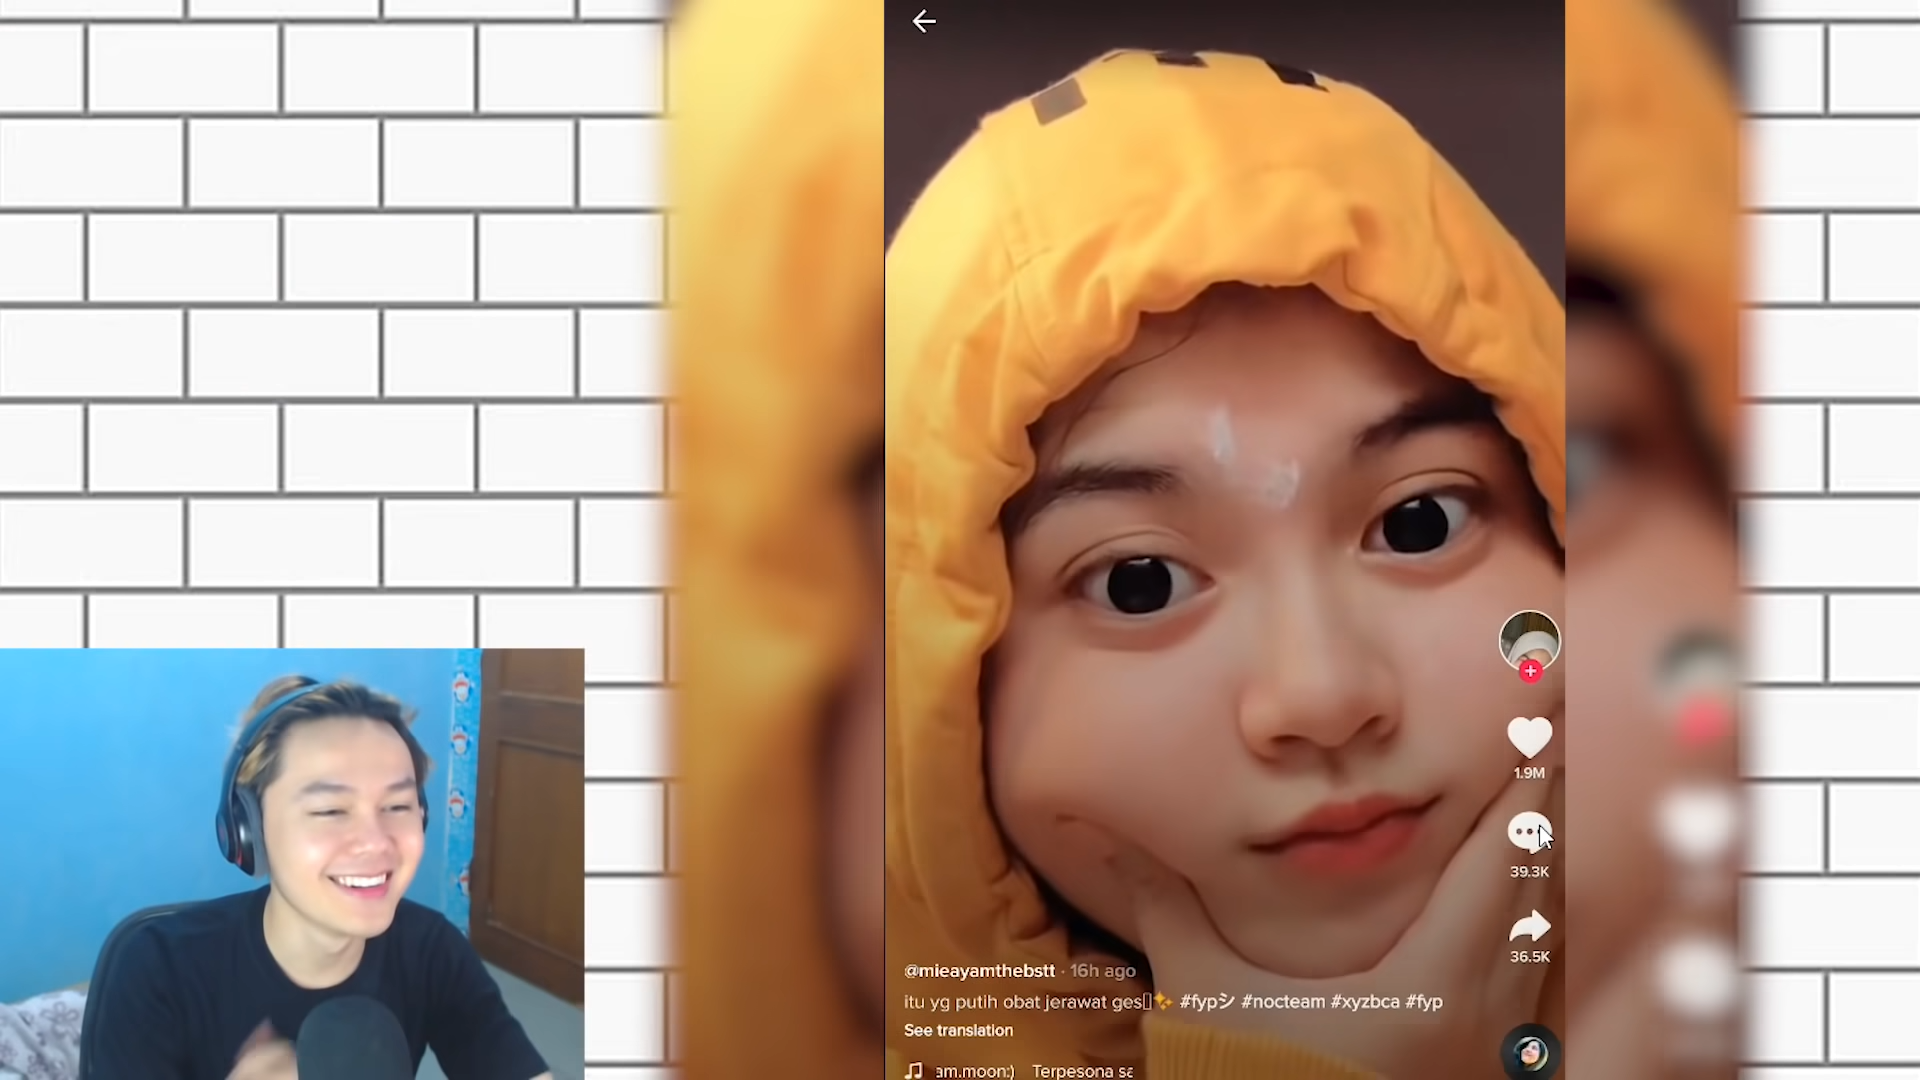 1.9M
39.3K
36.5K
@mieayamthebstt · 16h ago
itu yg putih obat jerawat ges✨ #fypシ #nocteam #xyzbca #fyp
See translation
am.moon:) Terpesona sa